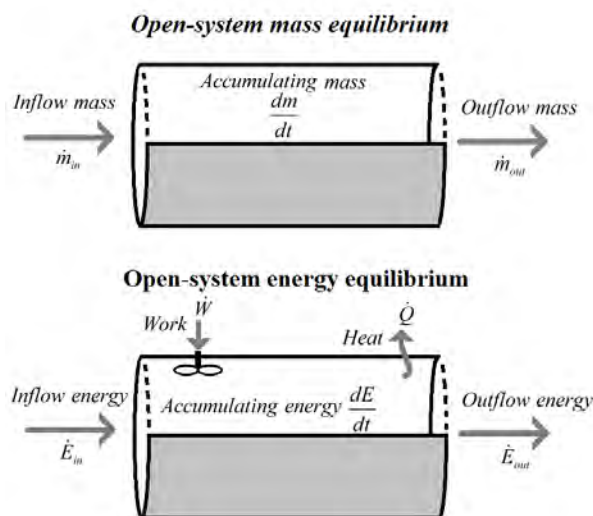 Open-system mass equilibrium
Accumulating mass
Inflow mass
dm
dt
Outflow mass
ṁin
ṁout
Open-system energy equilibrium
Ẇ
Work
Q̇
Heat
Inflow energy
Accumulating energy dE/dt
Outflow energy
Ėin
Ėout